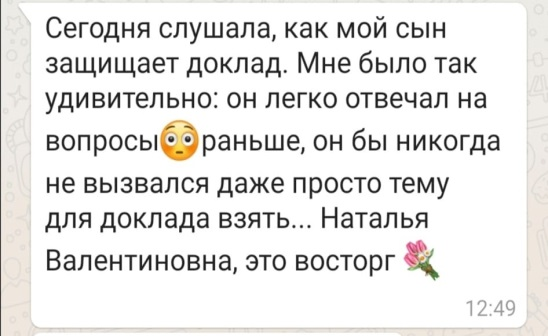 Сегодня слушала, как мой сын
защищает доклад. Мне было так
удивительно: он легко отвечал на
вопросы😳раньше, он бы никогда
не вызвался даже просто тему
для доклада взять... Наталья
Валентиновна, это восторг 💐
12:49